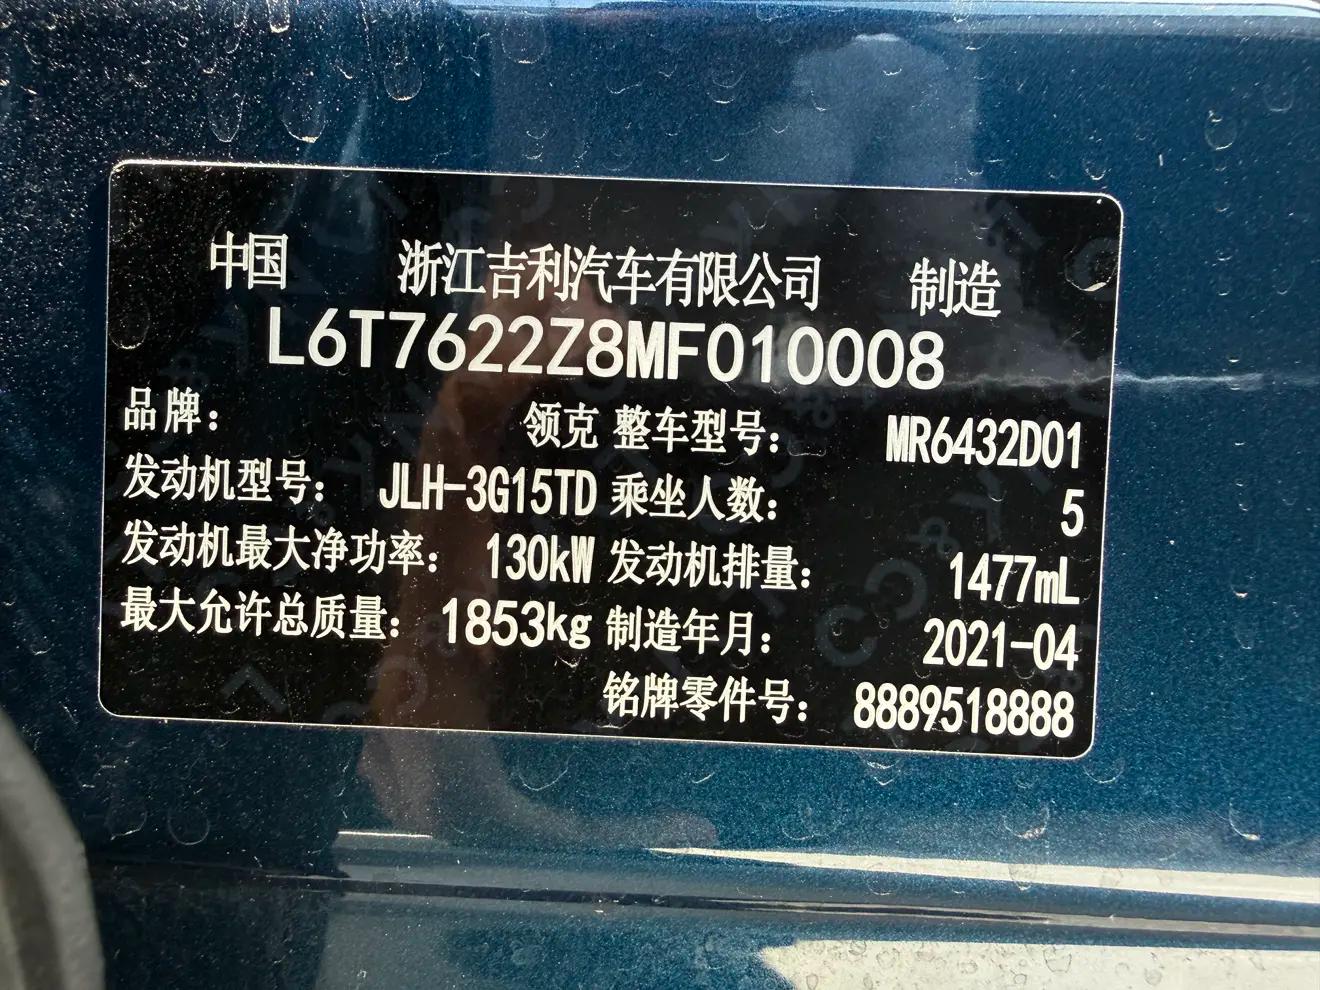 中国 浙江吉利汽车有限公司 制造
L6T7622Z8MF010008
品牌： 领克 整车型号： MR6432D01
发动机型号： JLH-3G15TD 乘坐人数： 5
发动机最大净功率： 130kW 发动机排量： 1477mL
最大允许总质量： 1853kg 制造年月： 2021-04
铭牌零件号： 8889518888